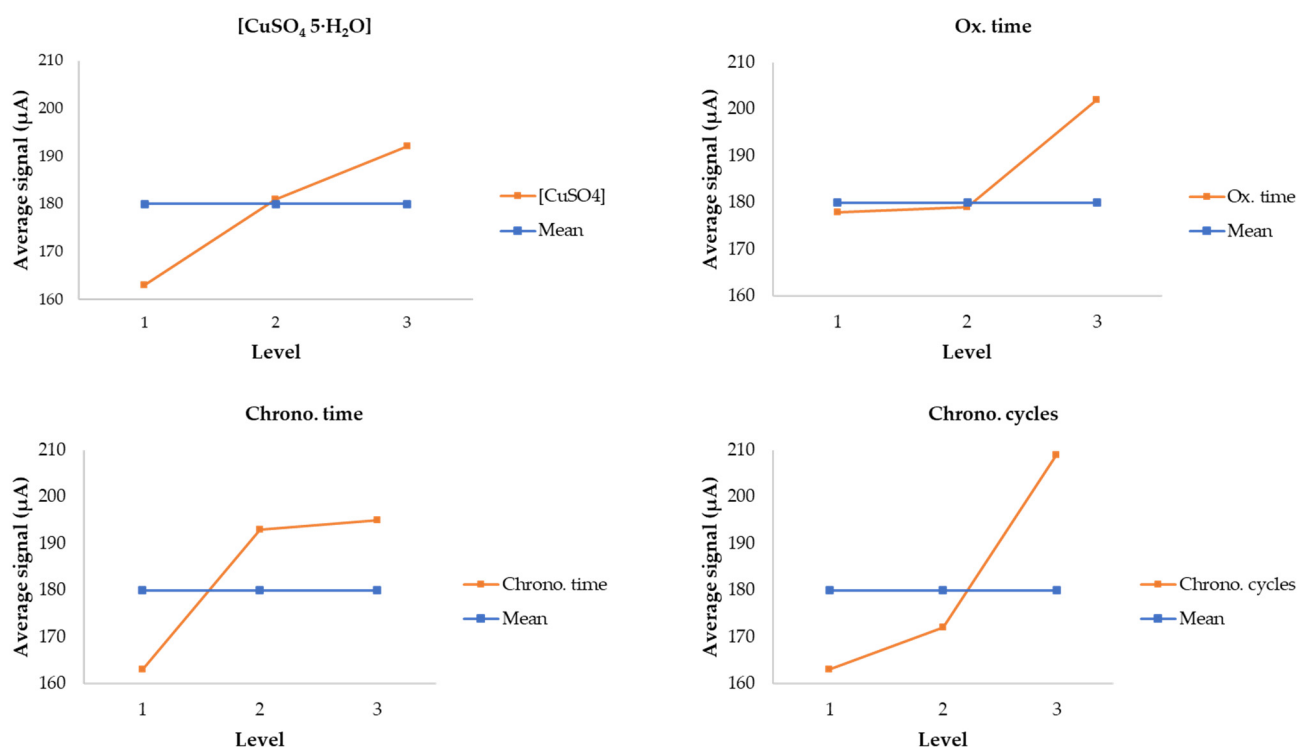 [CuSO₄ 5·H₂O]
210
200
190
180
170
160
Average signal (µA)
1 2 3
Level
[CuSO4]
Mean
Ox. time
210
200
190
180
170
160
Average signal (µA)
1 2 3
Level
Ox. time
Mean
Chrono. time
210
200
190
180
170
160
Average signal (µA)
1 2 3
Level
Chrono. time
Mean
Chrono. cycles
210
200
190
180
170
160
Average signal (µA)
1 2 3
Level
Chrono. cycles
Mean